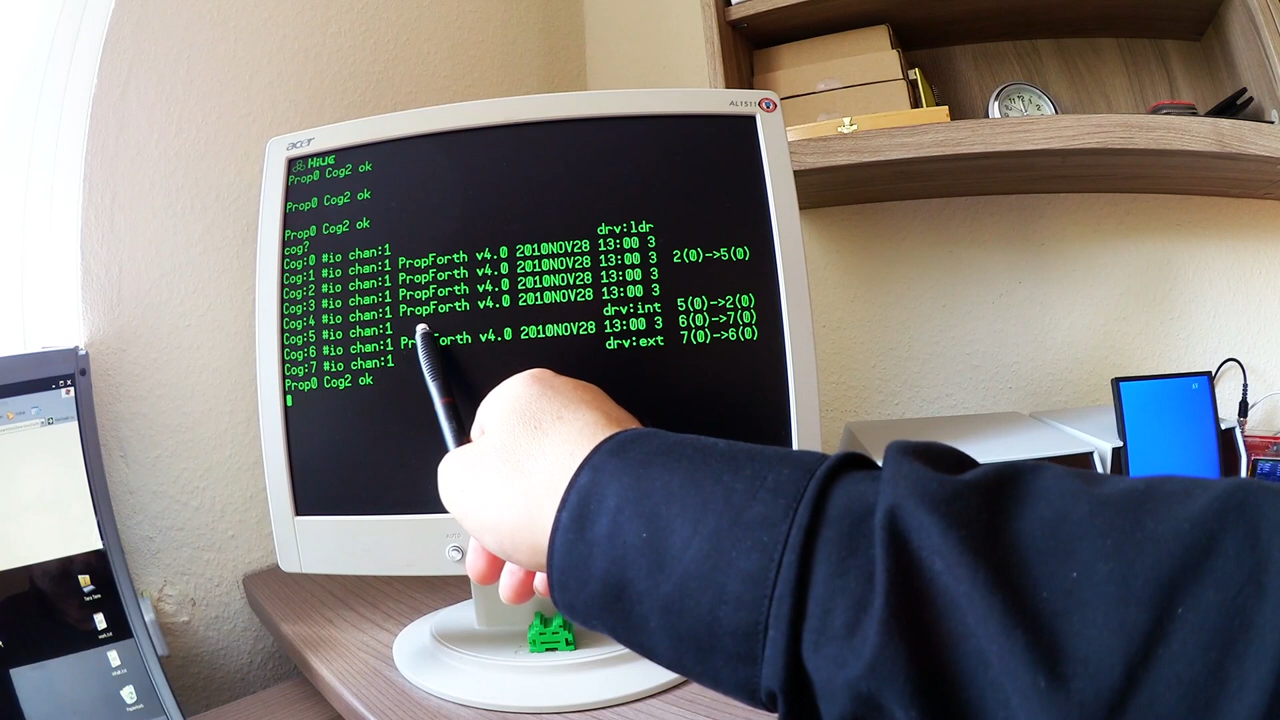 acer
AL1511
Hive
Prop0 Cog2 ok
Prop0 Cog2 ok
Prop0 Cog2 ok
cog?
Cog:0 #io chan:1 drv:ldr
Cog:1 #io chan:1 PropForth v4.0 2010NOV28 13:00 3
Cog:2 #io chan:1 PropForth v4.0 2010NOV28 13:00 3 2(0)->5(0)
Cog:3 #io chan:1 PropForth v4.0 2010NOV28 13:00 3
Cog:4 #io chan:1 PropForth v4.0 2010NOV28 13:00 3
Cog:5 #io chan:1 drv:int 5(0)->2(0)
Cog:6 #io chan:1 PropForth v4.0 2010NOV28 13:00 3 6(0)->7(0)
Cog:7 #io chan:1 drv:ext 7(0)->6(0)
Prop0 Cog2 ok
AUTO